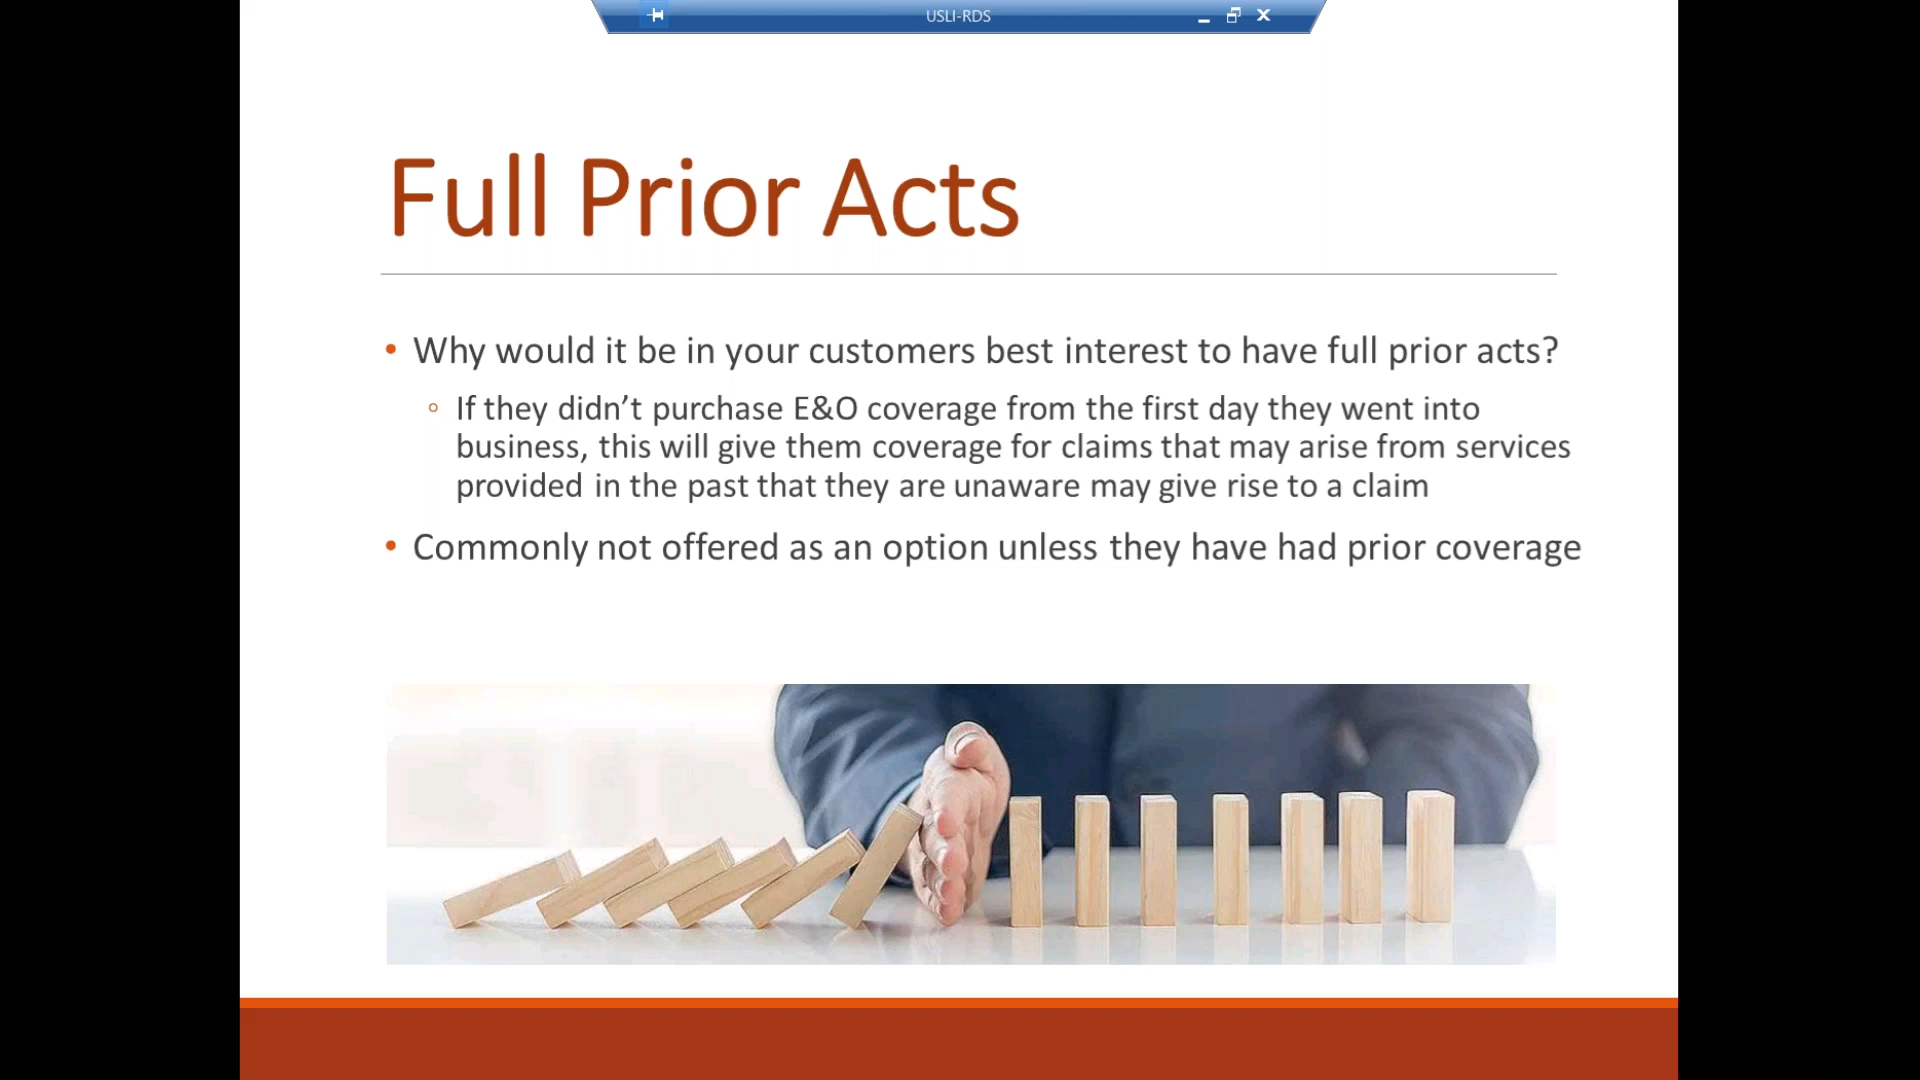 USLI-RDS
Full Prior Acts
• Why would it be in your customers best interest to have full prior acts?
◦ If they didn’t purchase E&O coverage from the first day they went into
business, this will give them coverage for claims that may arise from services
provided in the past that they are unaware may give rise to a claim
• Commonly not offered as an option unless they have had prior coverage